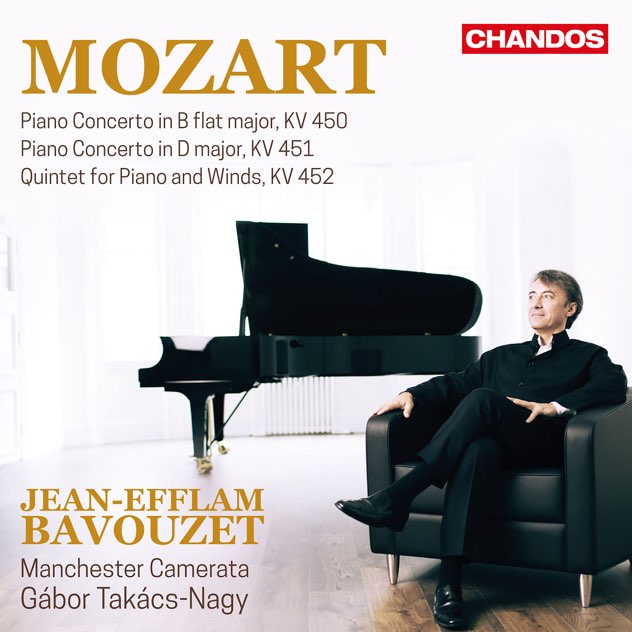 MOZART
CHANDOS
Piano Concerto in B flat major, KV 450
Piano Concerto in D major, KV 451
Quintet for Piano and Winds, KV 452
JEAN-EFFLAM
BAVOUZET
Manchester Camerata
Gábor Takács-Nagy